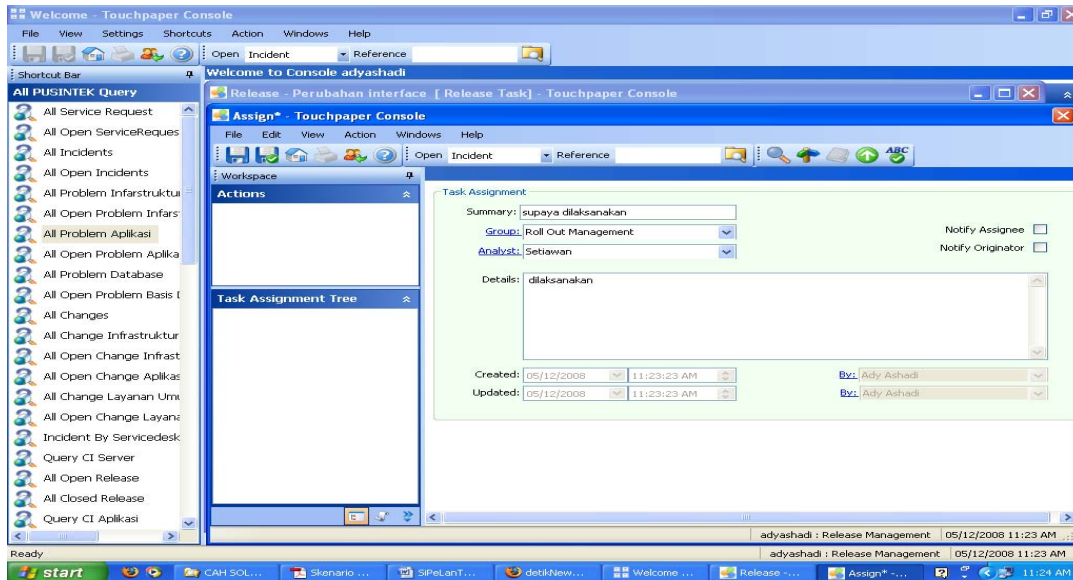 Welcome - Touchpaper Console
File View Settings Shortcuts Action Windows Help
Open Incident Reference
Shortcut Bar
Welcome to Console adyashadi
All PUSINTEK Query
All Service Request
All Open ServiceReques
All Incidents
All Open Incidents
All Problem Infarstruktu
All Open Problem Infars
All Problem Aplikasi
All Open Problem Aplika
All Problem Database
All Open Problem Basis D
All Changes
All Change Infrastruktur
All Open Change Infrast
All Open Change Aplikas
All Change Layanan Umu
All Open Change Layana
Incident By Servicedesk
Query CI Server
All Open Release
All Closed Release
Query CI Aplikasi
Release - Perubahan interface [ Release Task] - Touchpaper Console
Assign* - Touchpaper Console
File Edit View Action Windows Help
Open Incident Reference ABC
Workspace
Actions
Task Assignment Tree
Task Assignment
Summary: supaya dilaksanakan
Group: Roll Out Management
Notify Assignee
Analyst: Setiawan
Notify Originator
Details: dilaksanakan
Created: 05/12/2008 11:23:23 AM By: Ady Ashadi
Updated: 05/12/2008 11:23:23 AM By: Ady Ashadi
adyashadi : Release Management 05/12/2008 11:23 AM
Ready adyashadi : Release Management 05/12/2008 11:23 AM
start CAH SOL... Skenario ... SiPeLanT... detikNew... Welcome ... Release -... Assign* -... 11:24 AM